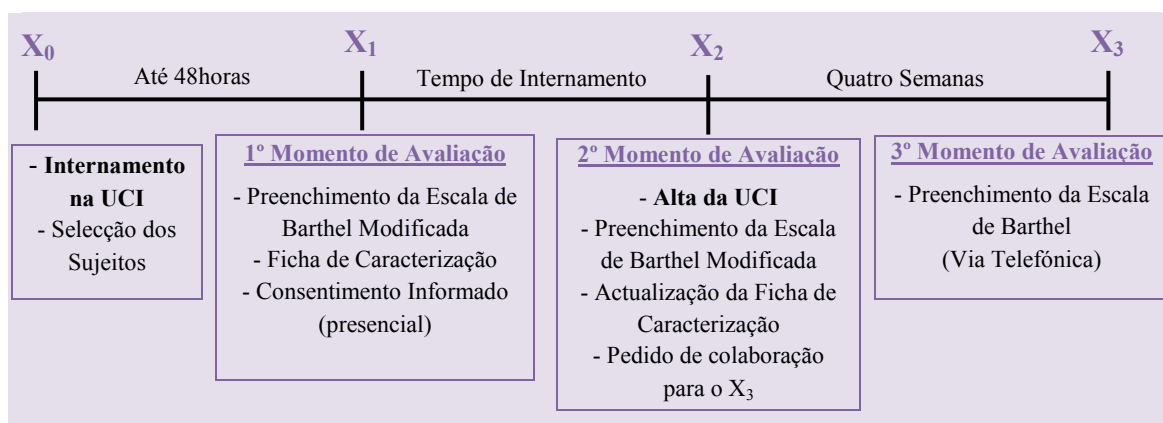 X₀
X₁
X₂
X₃
Até 48horas
Tempo de Internamento
Quatro Semanas
- Internamento
na UCI
- Selecção dos
Sujeitos
1º Momento de Avaliação
- Preenchimento da Escala de
Barthel Modificada
- Ficha de Caracterização
- Consentimento Informado
(presencial)
2º Momento de Avaliação
- Alta da UCI
- Preenchimento da Escala
de Barthel Modificada
- Actualização da Ficha de
Caracterização
- Pedido de colaboração
para o X₃
3º Momento de Avaliação
- Preenchimento da Escala
de Barthel
(Via Telefónica)